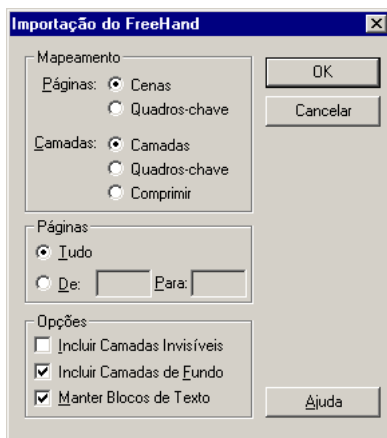 Importação do FreeHand
Mapeamento
Páginas: Cenas
Quadros-chave
Camadas: Camadas
Quadros-chave
Comprimir
OK
Cancelar
Páginas
Tudo
De: Para:
Opções
Incluir Camadas Invisíveis
Incluir Camadas de Fundo
Manter Blocos de Texto
Ajuda